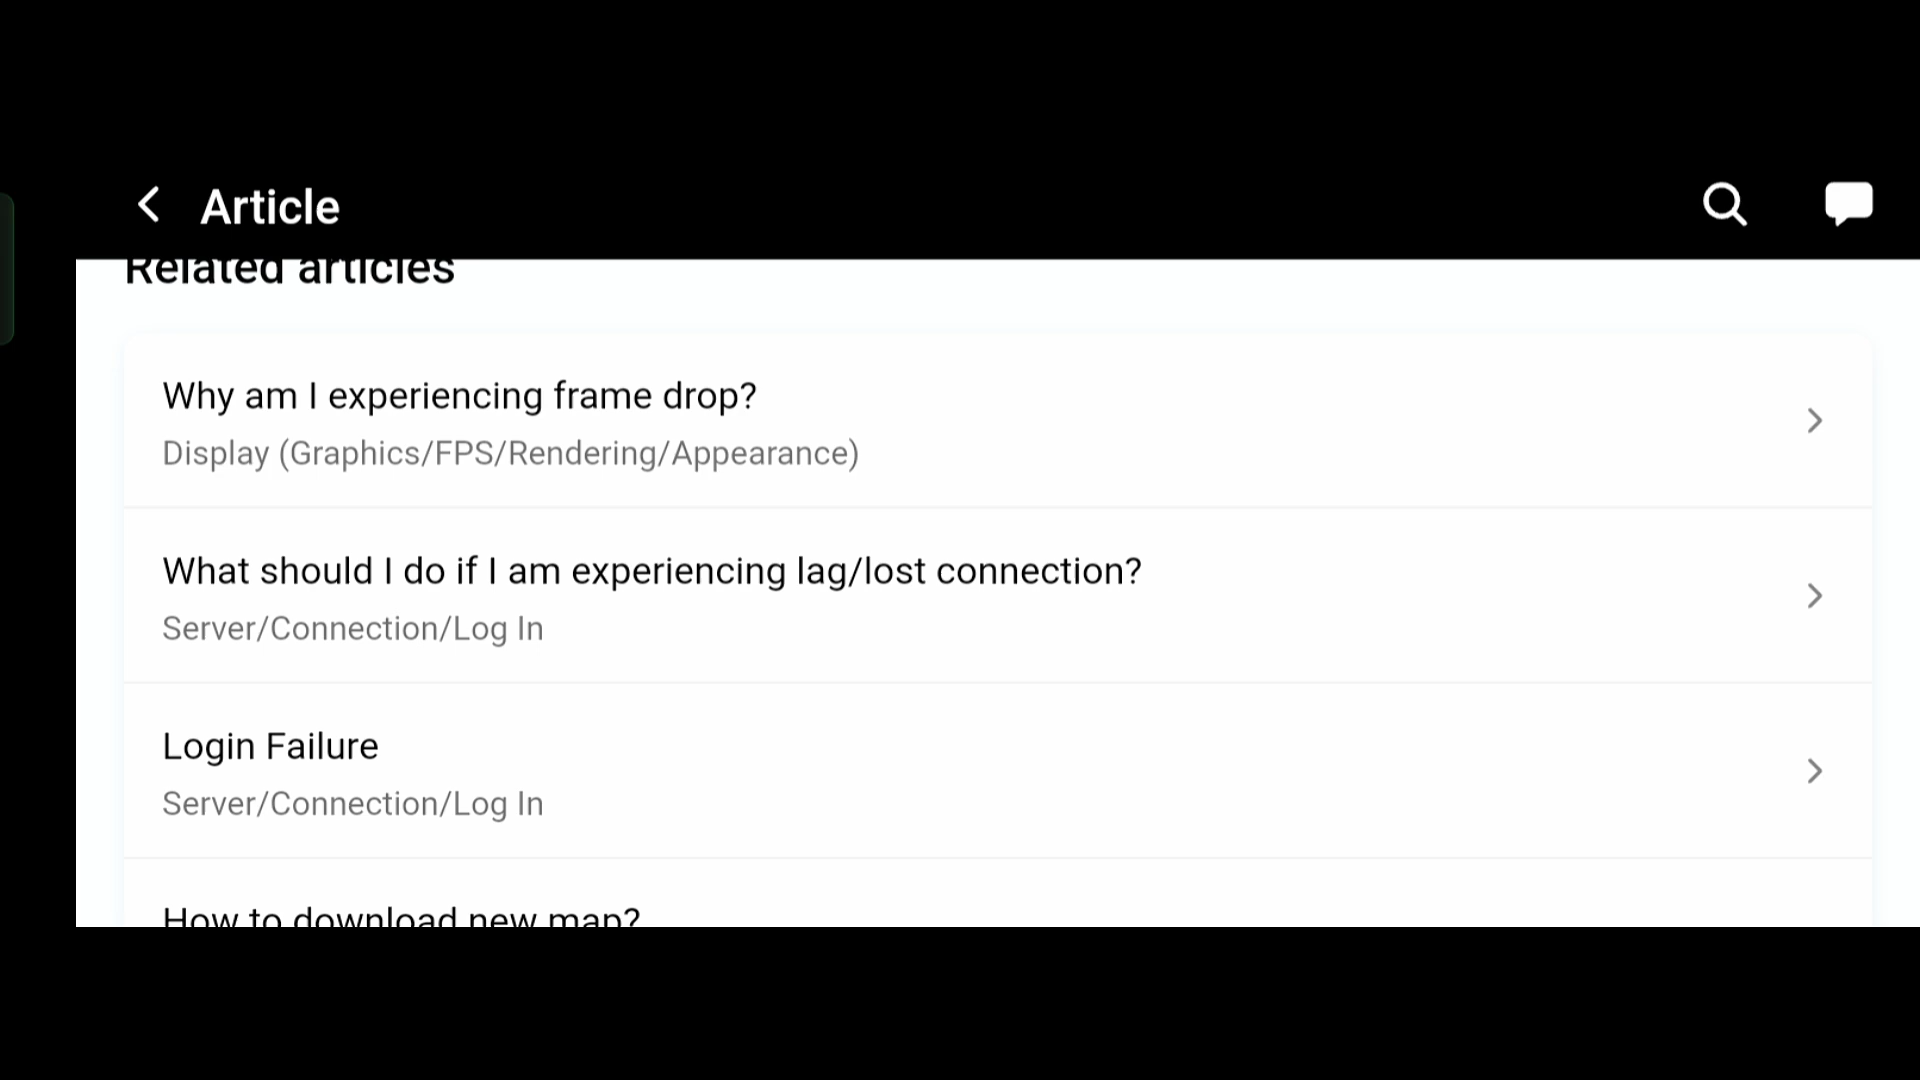 Article
Related articles
Why am I experiencing frame drop?
Display (Graphics/FPS/Rendering/Appearance)
What should I do if I am experiencing lag/lost connection?
Server/Connection/Log In
Login Failure
Server/Connection/Log In
How to download new map?